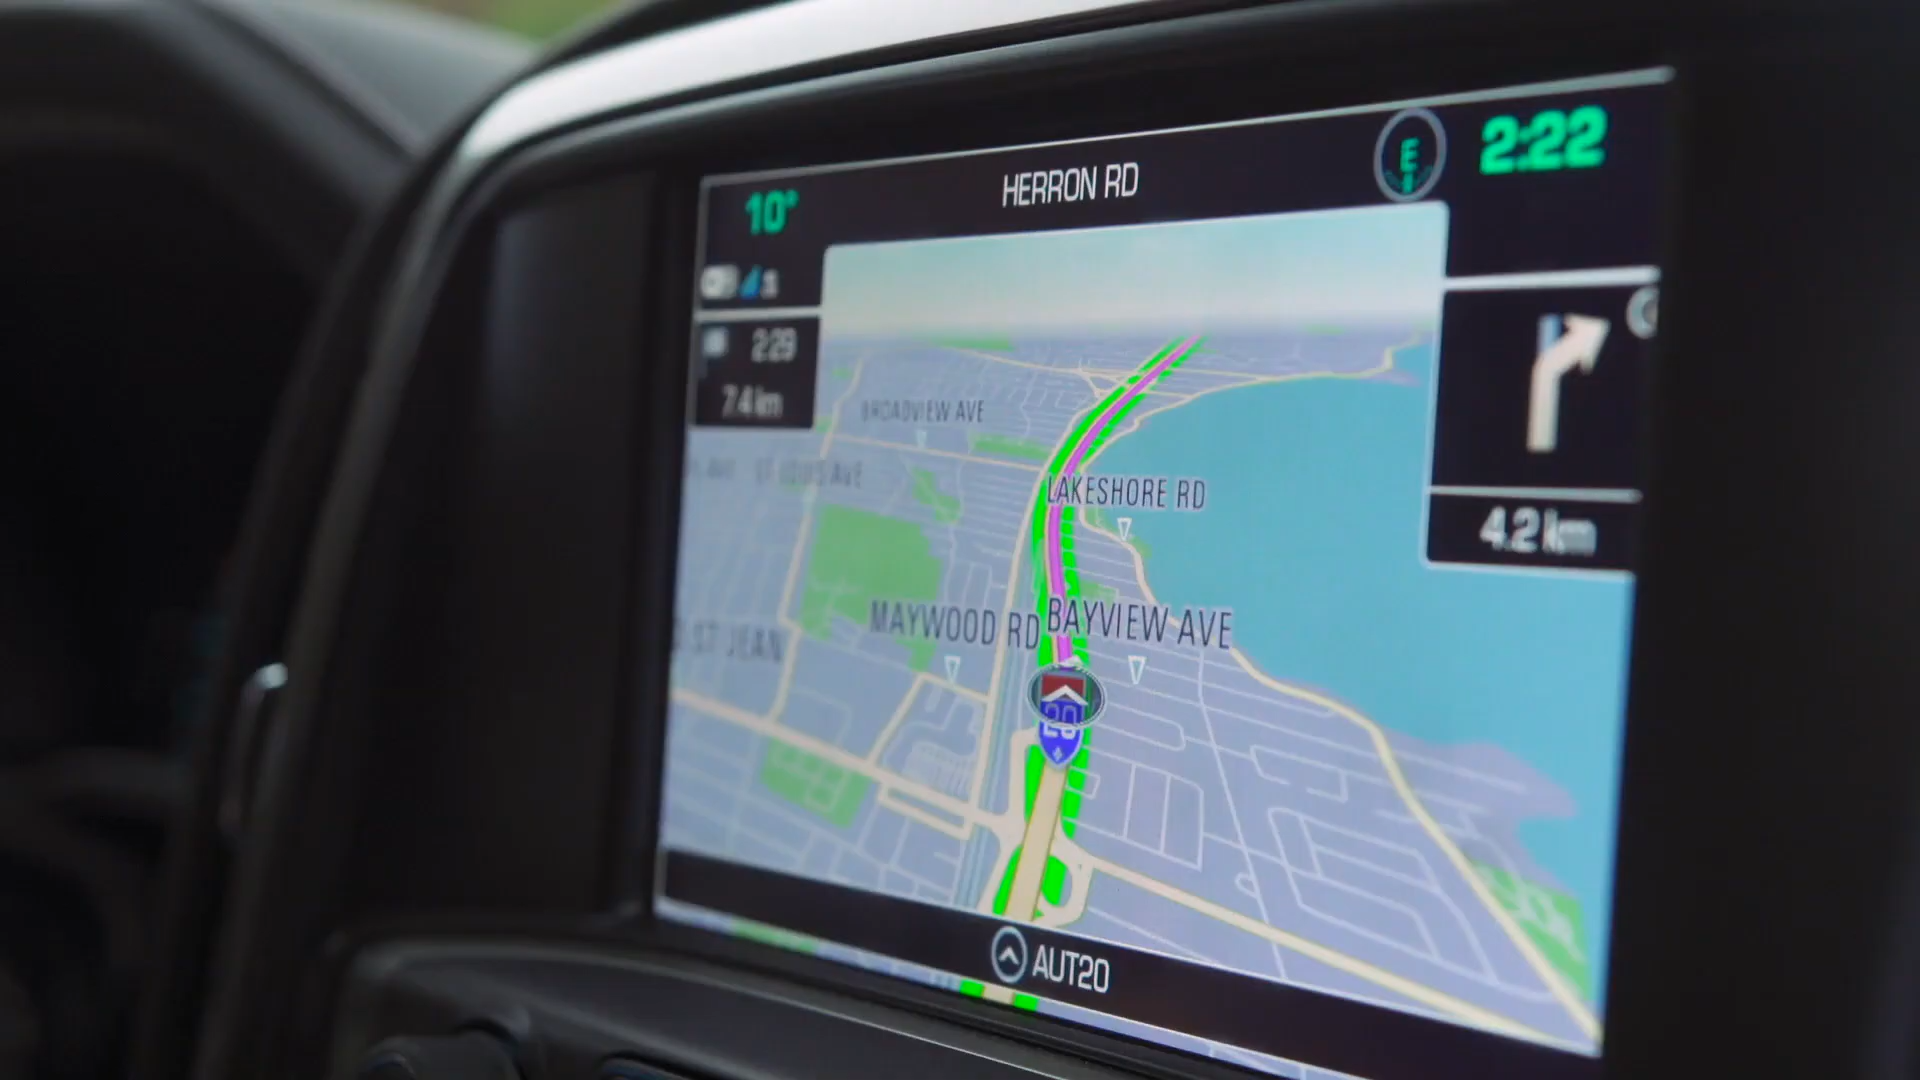 HERRON RD
E
2:22
10°
2:29
7.4 km
4.2 km
BROADVIEW AVE
ST LOUIS AVE
LAKESHORE RD
MAYWOOD RD
BAYVIEW AVE
ST JEAN
20
AUT20